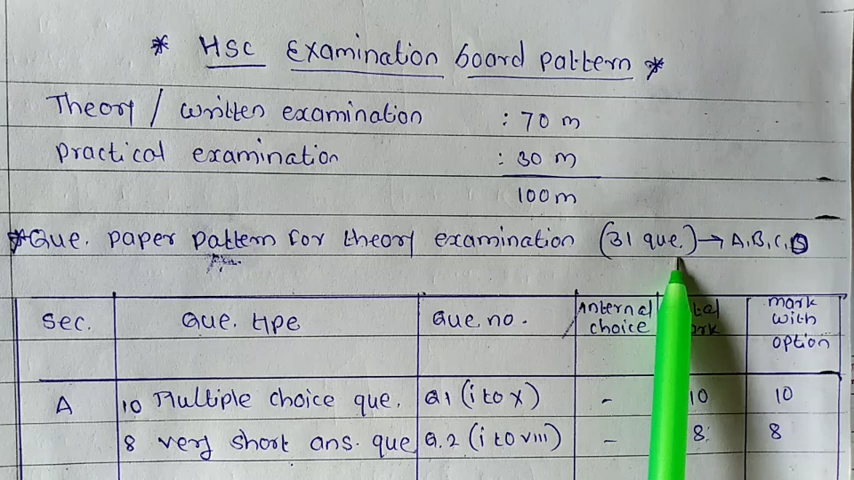 * HSC Examination board pattern *
Theory / written examination : 70 m
practical examination : 30 m
100m
*Que. paper pattern for theory examination (31 que.) → A, B, C, D
Sec. Que. type Que. no. Internal choice mark with option
A 10 Multiple choice que. Q.1 (i to x) - 10 10
8 very short ans. que Q.2 (i to viii) - 8 8